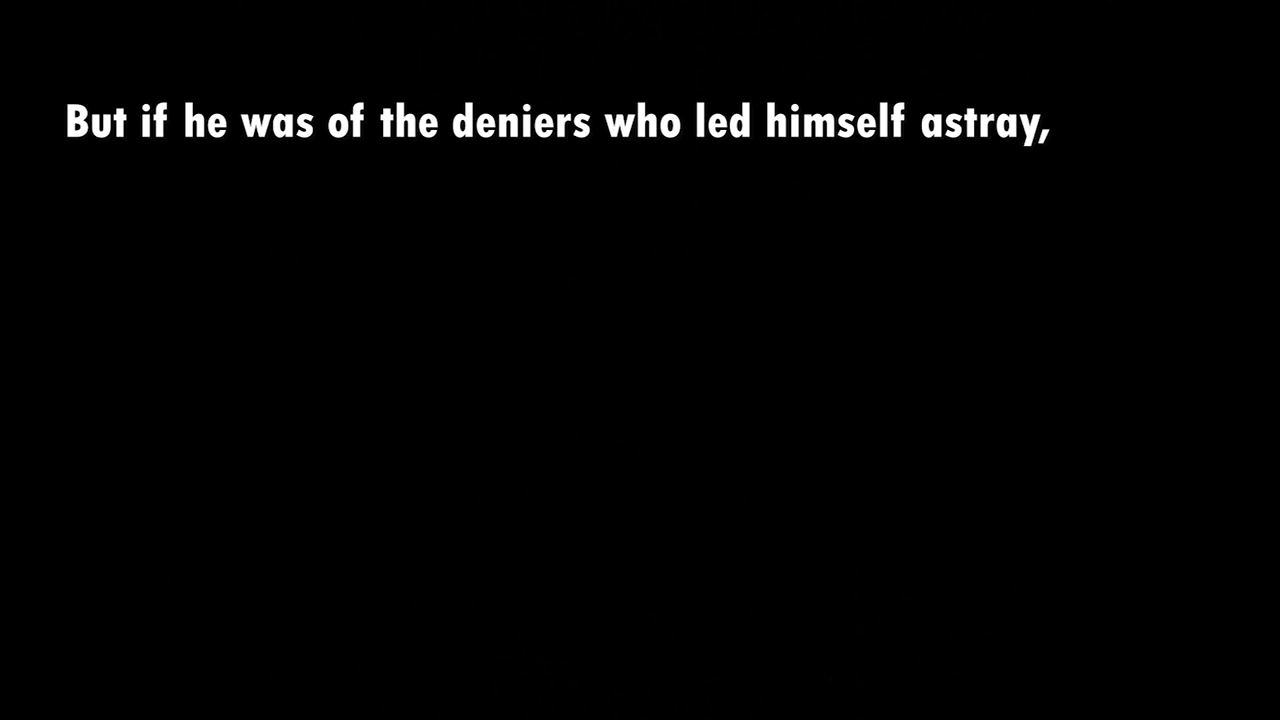 But if he was of the deniers who led himself astray,